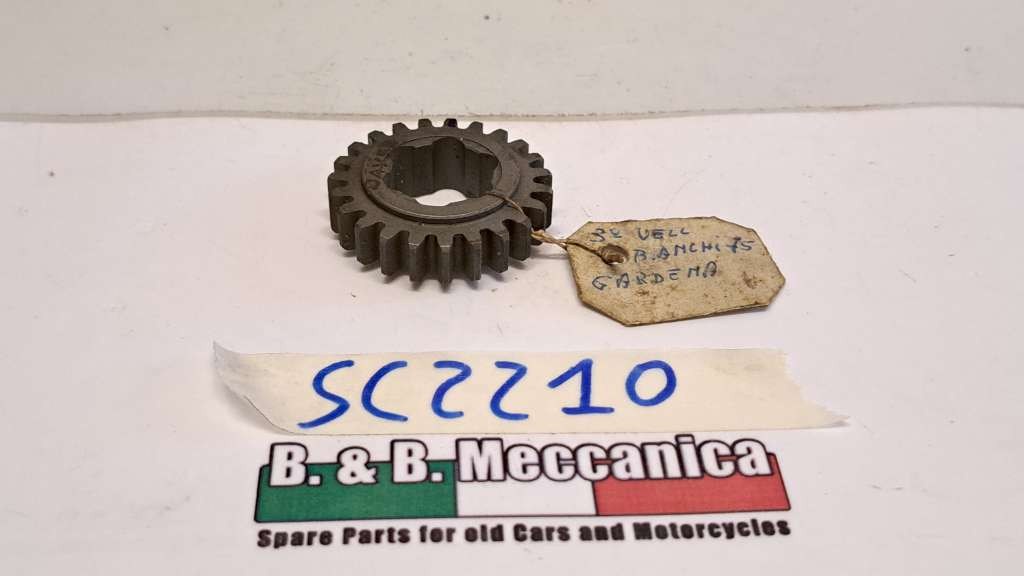 3ª VELL
BIANCHI 75
GARDENA
SC2210
B. & B. Meccanica
Spare Parts for old Cars and Motorcycles